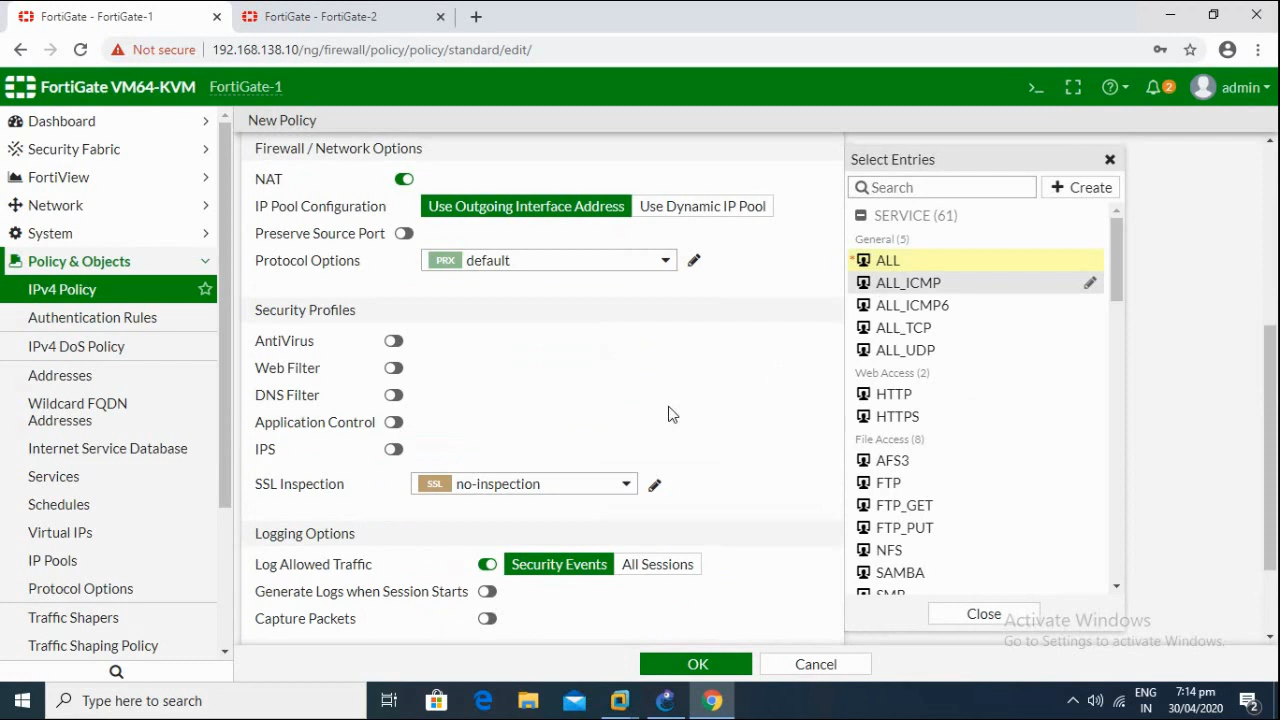 FortiGate - FortiGate-1
FortiGate - FortiGate-2
Not secure
192.168.138.10/ng/firewall/policy/policy/standard/edit/
FortiGate VM64-KVM
FortiGate-1
2
admin
Dashboard
Security Fabric
FortiView
Network
System
Policy & Objects
IPv4 Policy
Authentication Rules
IPv4 DoS Policy
Addresses
Wildcard FQDN
Addresses
Internet Service Database
Services
Schedules
Virtual IPs
IP Pools
Protocol Options
Traffic Shapers
Traffic Shaping Policy
New Policy
Firewall / Network Options
NAT
IP Pool Configuration
Use Outgoing Interface Address
Use Dynamic IP Pool
Preserve Source Port
Protocol Options
PRX default
Security Profiles
AntiVirus
Web Filter
DNS Filter
Application Control
IPS
SSL Inspection
SSL no-inspection
Logging Options
Log Allowed Traffic
Security Events
All Sessions
Generate Logs when Session Starts
Capture Packets
OK
Cancel
Select Entries
Search
Create
SERVICE (61)
General (5)
ALL
ALL_ICMP
ALL_ICMP6
ALL_TCP
ALL_UDP
Web Access (2)
HTTP
HTTPS
File Access (8)
AFS3
FTP
FTP_GET
FTP_PUT
NFS
SAMBA
SMB
Close
Activate Windows
Go to Settings to activate Windows.
Type here to search
ENG
IN
7:14 pm
30/04/2020
2